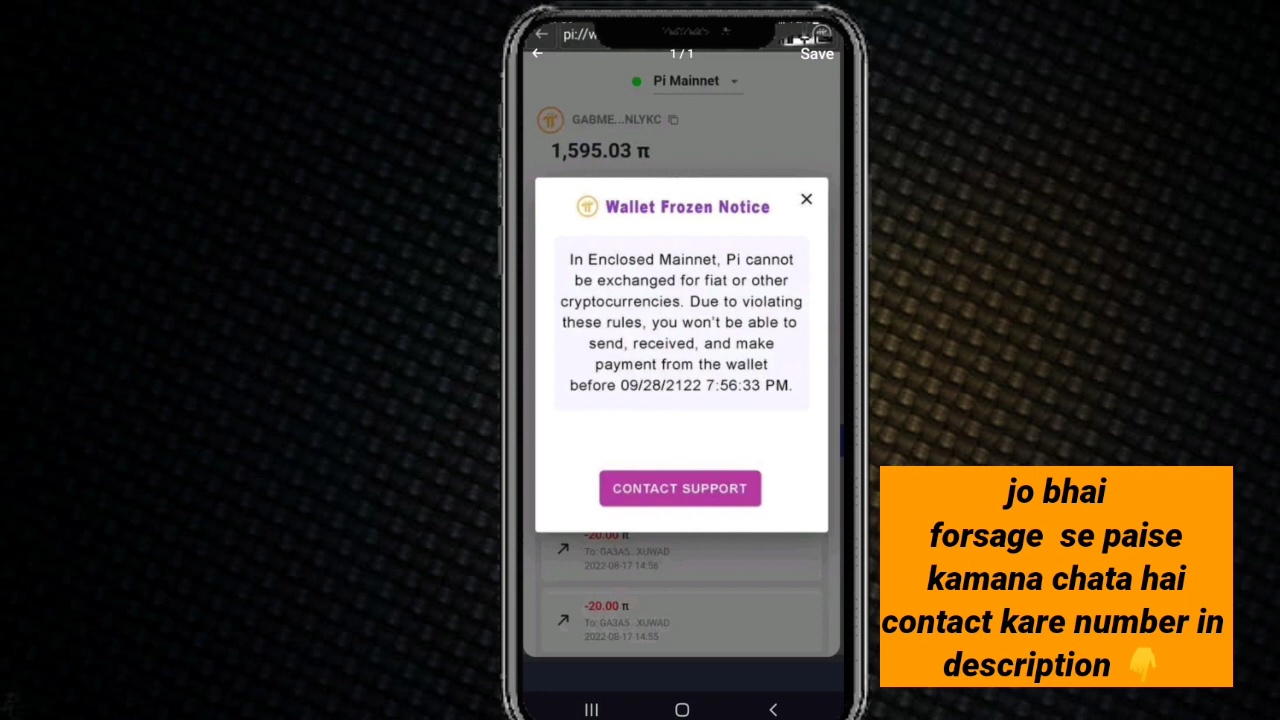 pi://w
1 / 1
Save
Pi Mainnet
GABME...NLYKC
1,595.03 π
Wallet Frozen Notice
In Enclosed Mainnet, Pi cannot
be exchanged for fiat or other
cryptocurrencies. Due to violating
these rules, you won't be able to
send, received, and make
payment from the wallet
before 09/28/2122 7:56:33 PM.
CONTACT SUPPORT
-20.00 π
To: GA3A5...XUWAD
2022-08-17 14:56
-20.00 π
To: GA3A5...XUWAD
2022-08-17 14:55
jo bhai
forsage se paise
kamana chata hai
contact kare number in
description 👇